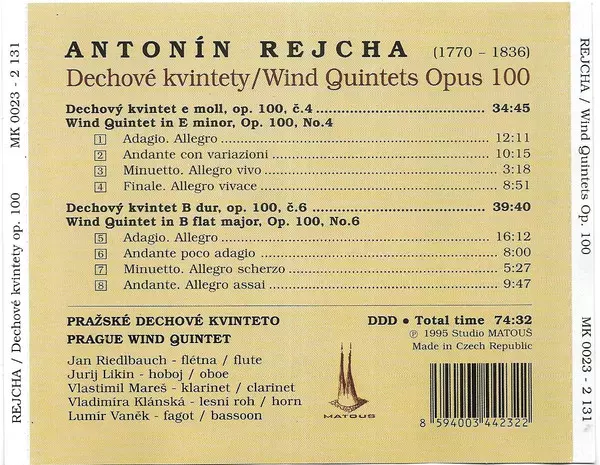 ANTONÍN REJCHA (1770 – 1836)
Dechové kvintety/Wind Quintets Opus 100
Dechový kvintet e moll, op. 100, č.4 34:45
Wind Quintet in E minor, Op. 100, No.4
1 Adagio. Allegro 12:11
2 Andante con variazioni 10:15
3 Minuetto. Allegro vivo 3:18
4 Finale. Allegro vivace 8:51
Dechový kvintet B dur, op. 100, č.6 39:40
Wind Quintet in B flat major, Op. 100, No.6
5 Adagio. Allegro 16:12
6 Andante poco adagio 8:00
7 Minuetto. Allegro scherzo 5:27
8 Andante. Allegro assai 9:47
PRAŽSKÉ DECHOVÉ KVINTETO
PRAGUE WIND QUINTET
Jan Riedlbauch - flétna / flute
Jurij Likin - hoboj / oboe
Vlastimil Mareš - klarinet / clarinet
Vladimíra Klánská - lesní roh / horn
Lumír Vaněk - fagot / bassoon
MATOUŠ
DDD • Total time 74:32
℗ 1995 Studio MATOUŠ
Made in Czech Republic
8 594003 442322
REJCHA / Dechové kvintety op. 100 MK 0023 - 2 131
REJCHA / Wind Quintets Op. 100 MK 0023 - 2 131